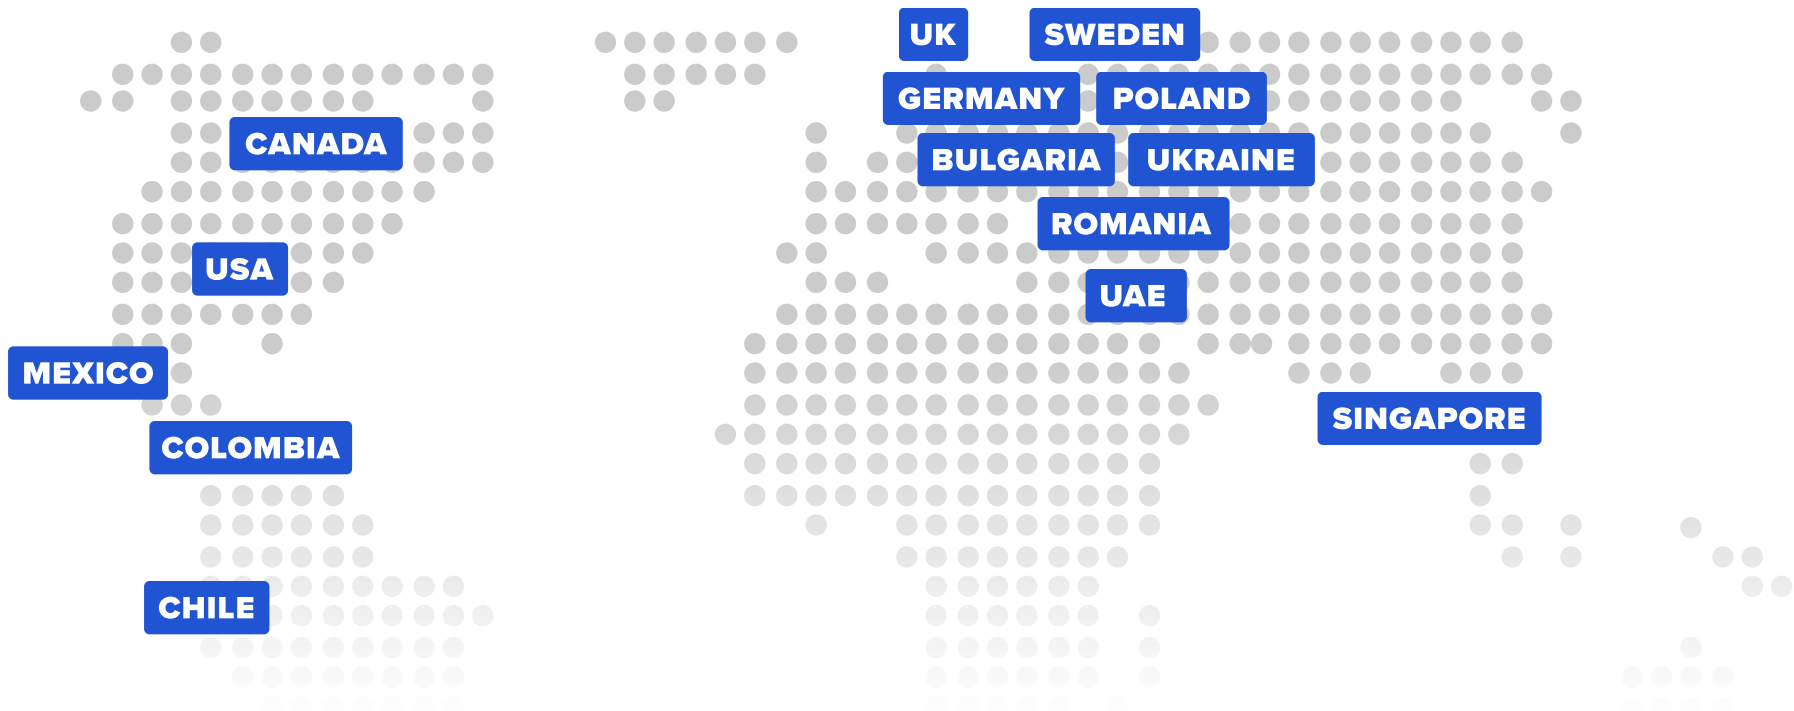 UK
SWEDEN
GERMANY
POLAND
CANADA
BULGARIA
UKRAINE
ROMANIA
USA
UAE
MEXICO
SINGAPORE
COLOMBIA
CHILE